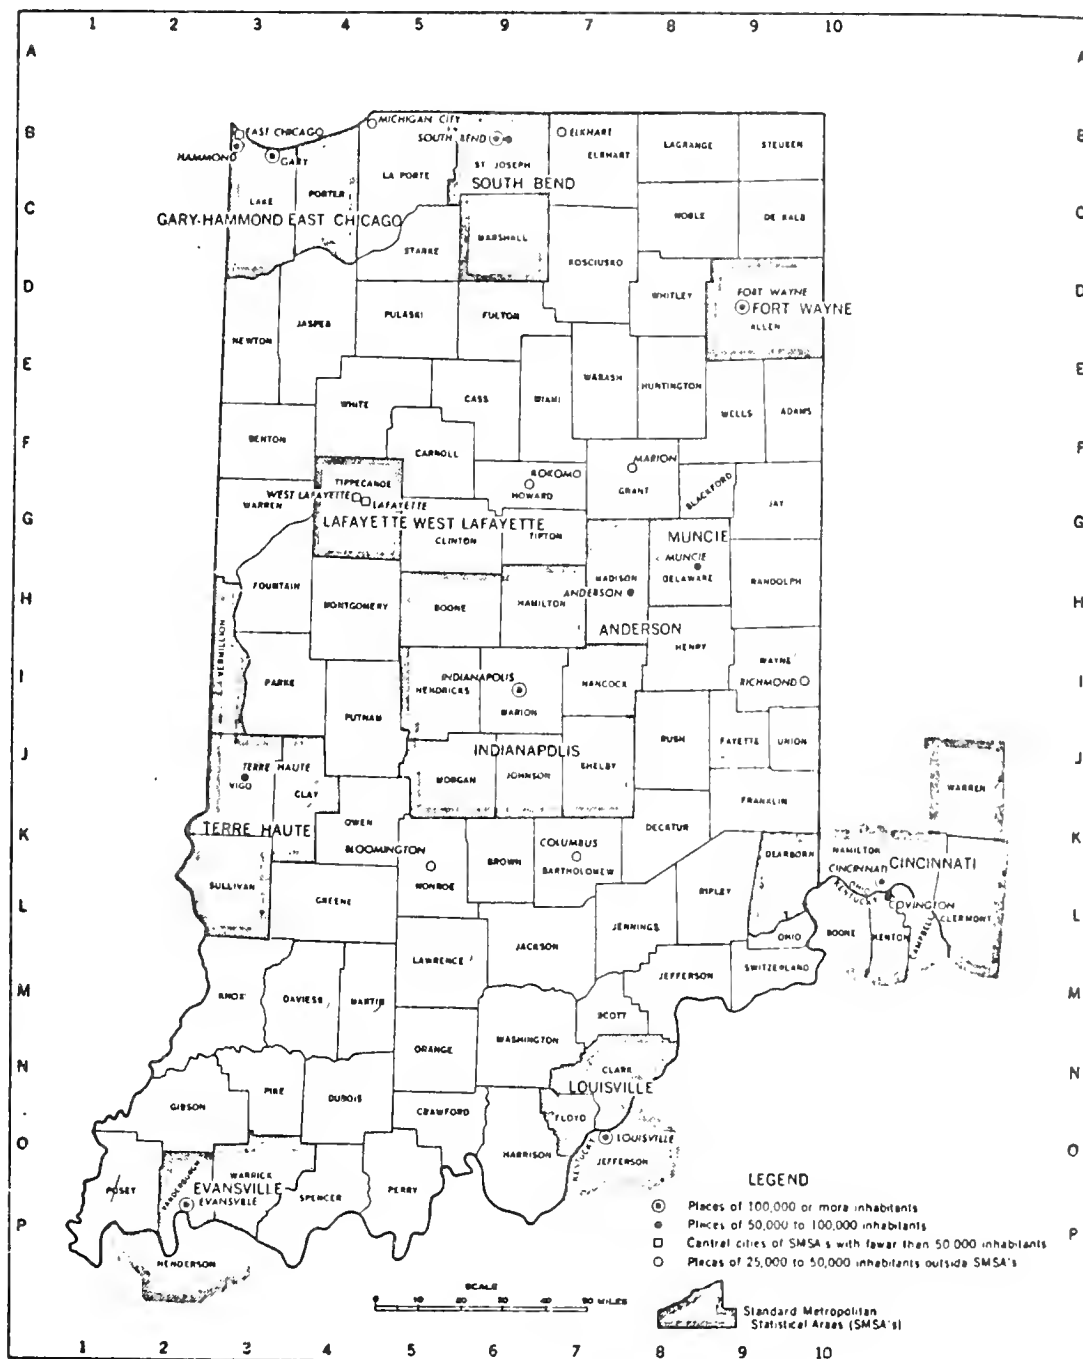 1 2 3 4 5 6 7 8 9 10
A A
MICHIGAN CITY
B EAST CHICAGO SOUTH BEND ELKHART LAGRANGE STEUBEN B
HAMMOND GARY ST. JOSEPH ELKHART
LA PORTE
SOUTH BEND
LAKE PORTER
C NOBLE DE KALB C
GARY-HAMMOND EAST CHICAGO
STARKE MARSHALL
KOSCIUSKO
D WHITLEY FORT WAYNE D
FORT WAYNE
JASPER PULASKI FULTON ALLEN
NEWTON
E WABASH HUNTINGTON E
WHITE CASS MIAMI WELLS ADAMS
BENTON
F CARROLL MARION F
KOKOMO
TIPPECANOE HOWARD GRANT BLACKFORD
WEST LAFAYETTE LAFAYETTE
WARREN JAY
G LAFAYETTE WEST LAFAYETTE G
CLINTON TIPTON MUNCIE
MUNCIE
FOUNTAIN MADISON DELAWARE RANDOLPH
H MONTGOMERY BOONE HAMILTON ANDERSON H
ANDERSON
VERMILLION HENRY
WAYNE
I PARKE INDIANAPOLIS RICHMOND I
HENDRICKS HANCOCK
MARION
PUTNAM
J INDIANAPOLIS RUSH FAYETTE UNION J
TERRE HAUTE MORGAN JOHNSON SHELBY
VIGO CLAY WARREN
FRANKLIN
OWEN DECATUR
K TERRE HAUTE K
BLOOMINGTON COLUMBUS DEARBORN HAMILTON
BROWN BARTHOLOMEW CINCINNATI CINCINNATI
MONROE OHIO
SULLIVAN RIPLEY KENTUCKY
GREENE COVINGTON
L JENNINGS CLERMONT L
OHIO BOONE KENTON CAMPBELL
LAWRENCE JACKSON
JEFFERSON SWITZERLAND
M KNOX DAVIESS MARTIN M
SCOTT
WASHINGTON
ORANGE
N CLARK N
LOUISVILLE
PIKE DUBOIS
GIBSON CRAWFORD FLOYD
O LOUISVILLE O
HARRISON KENTUCKY JEFFERSON
WARRICK
POSEY VANDERBURGH EVANSVILLE PERRY
EVANSVILLE SPENCER
P P
HENDERSON
LEGEND
Places of 100,000 or more inhabitants
Places of 50,000 to 100,000 inhabitants
Central cities of SMSA's with fewer than 50,000 inhabitants
Places of 25,000 to 50,000 inhabitants outside SMSA's
Standard Metropolitan
Statistical Areas (SMSA's)
SCALE
0 10 20 30 40 50 MILES
1 2 3 4 5 6 7 8 9 10